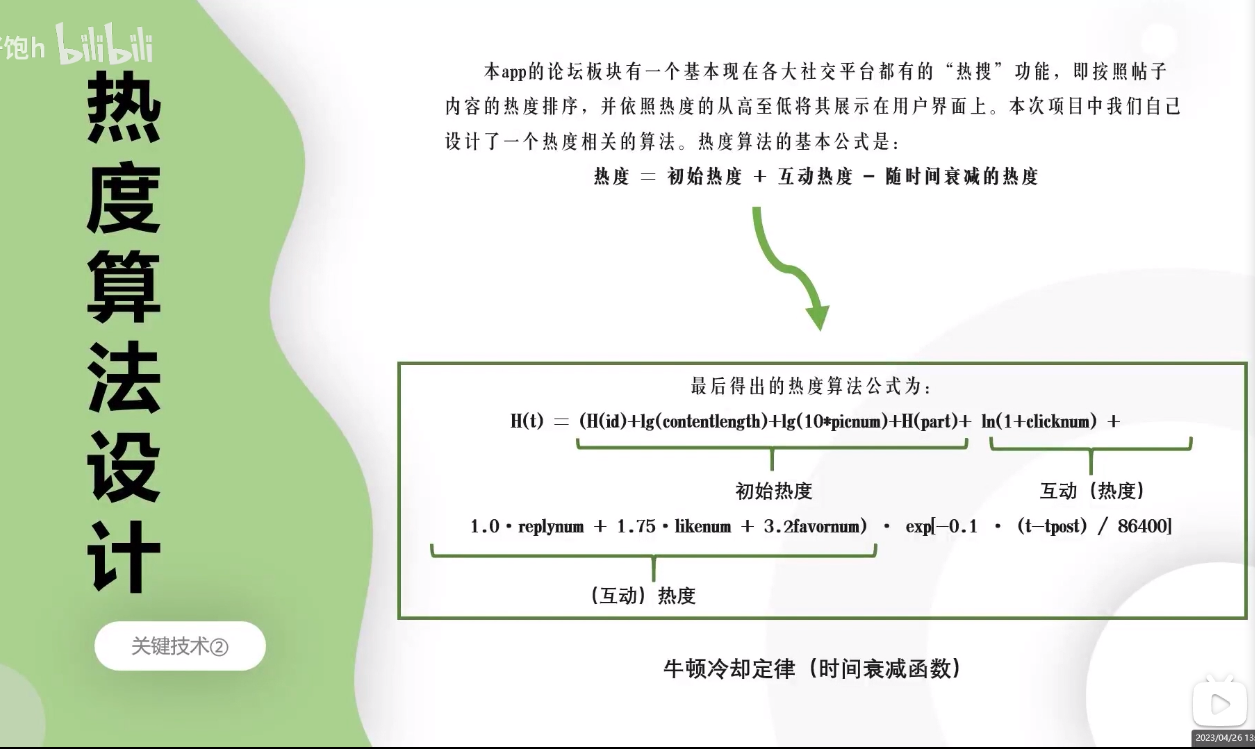 饱h bilibili
热度算法设计
关键技术②
本app的论坛板块有一个基本现在各大社交平台都有的“热搜”功能，即按照帖子
内容的热度排序，并依照热度的从高至低将其展示在用户界面上。本次项目中我们自己
设计了一个热度相关的算法。热度算法的基本公式是：
热度 = 初始热度 + 互动热度 - 随时间衰减的热度
最后得出的热度算法公式为：
H(t) = (H(id)+lg(contentlength)+lg(10*picnum)+H(part)+ ln(1+clicknum) +
初始热度 互动（热度）
1.0·replynum + 1.75·likenum + 3.2favornum) · exp[-0.1 · (t-tpost) / 86400]
（互动）热度
牛顿冷却定律（时间衰减函数）
2023/04/26 13